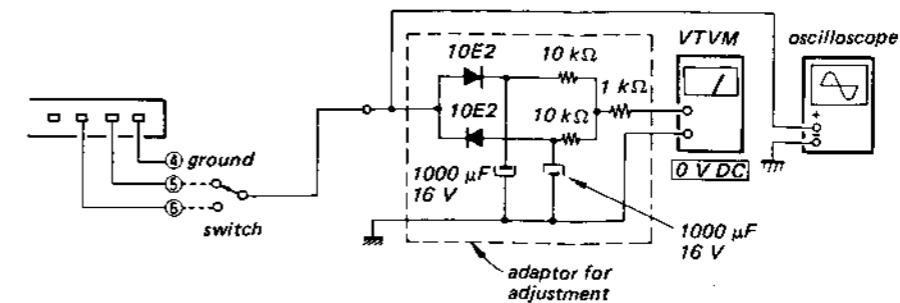 VTVM
oscilloscope
10E2
10 kΩ
1 kΩ
10E2
10 kΩ
+
−
④ ground
⑤
⑥
switch
1000 μF
16 V
0 V DC
1000 μF
16 V
adaptor for
adjustment